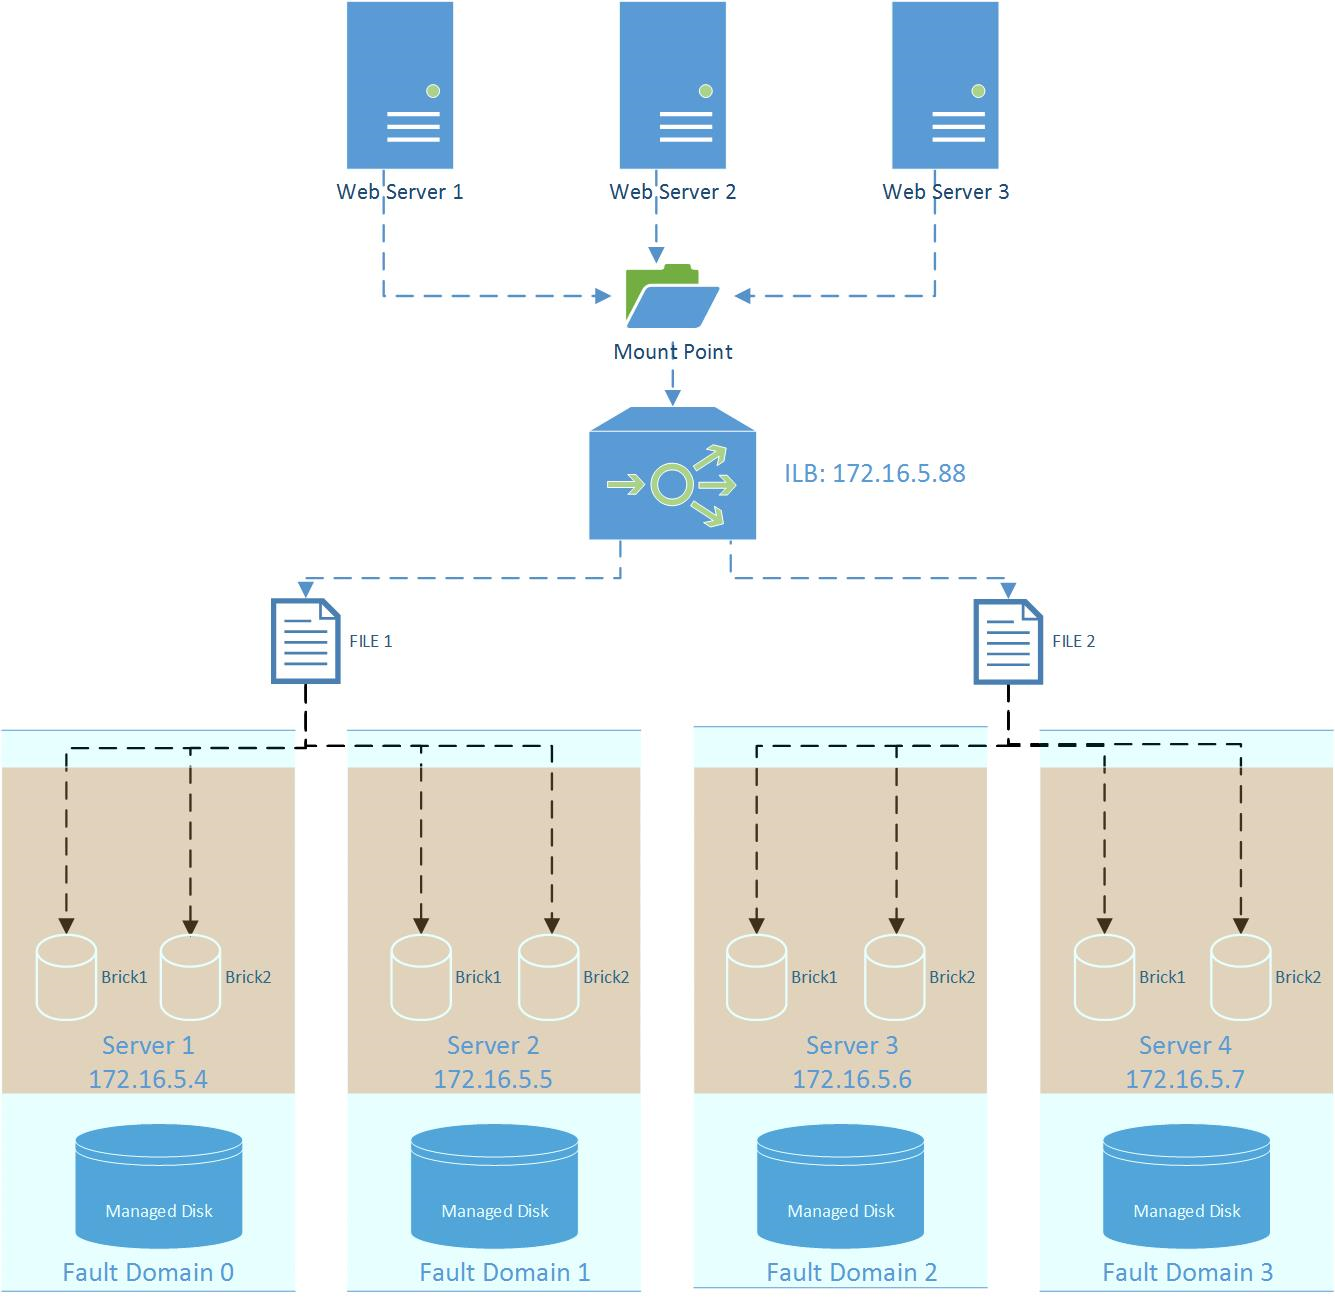 Web Server 1
Web Server 2
Web Server 3
Mount Point
ILB: 172.16.5.88
FILE 1
FILE 2
Brick1
Brick2
Server 1
172.16.5.4
Managed Disk
Fault Domain 0
Brick1
Brick2
Server 2
172.16.5.5
Managed Disk
Fault Domain 1
Brick1
Brick2
Server 3
172.16.5.6
Managed Disk
Fault Domain 2
Brick1
Brick2
Server 4
172.16.5.7
Managed Disk
Fault Domain 3